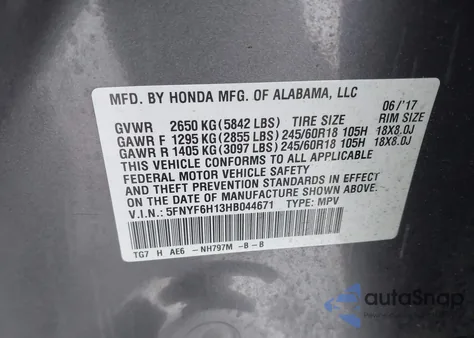 MFD. BY HONDA MFG. OF ALABAMA, LLC 06/'17
GVWR 2650 KG (5842 LBS) TIRE SIZE RIM SIZE
GAWR F 1295 KG (2855 LBS) 245/60R18 105H 18X8.0J
GAWR R 1405 KG (3097 LBS) 245/60R18 105H 18X8.0J
THIS VEHICLE CONFORMS TO ALL APPLICABLE
FEDERAL MOTOR VEHICLE SAFETY
AND THEFT PREVENTION STANDARDS IN EFFECT
ON THE DATE OF MANUFACTURE SHOWN ABOVE.
V.I.N.: 5FNYF6H13HB044671 TYPE: MPV
TG7 H AE6 -NH797M -B -B
autoSnap